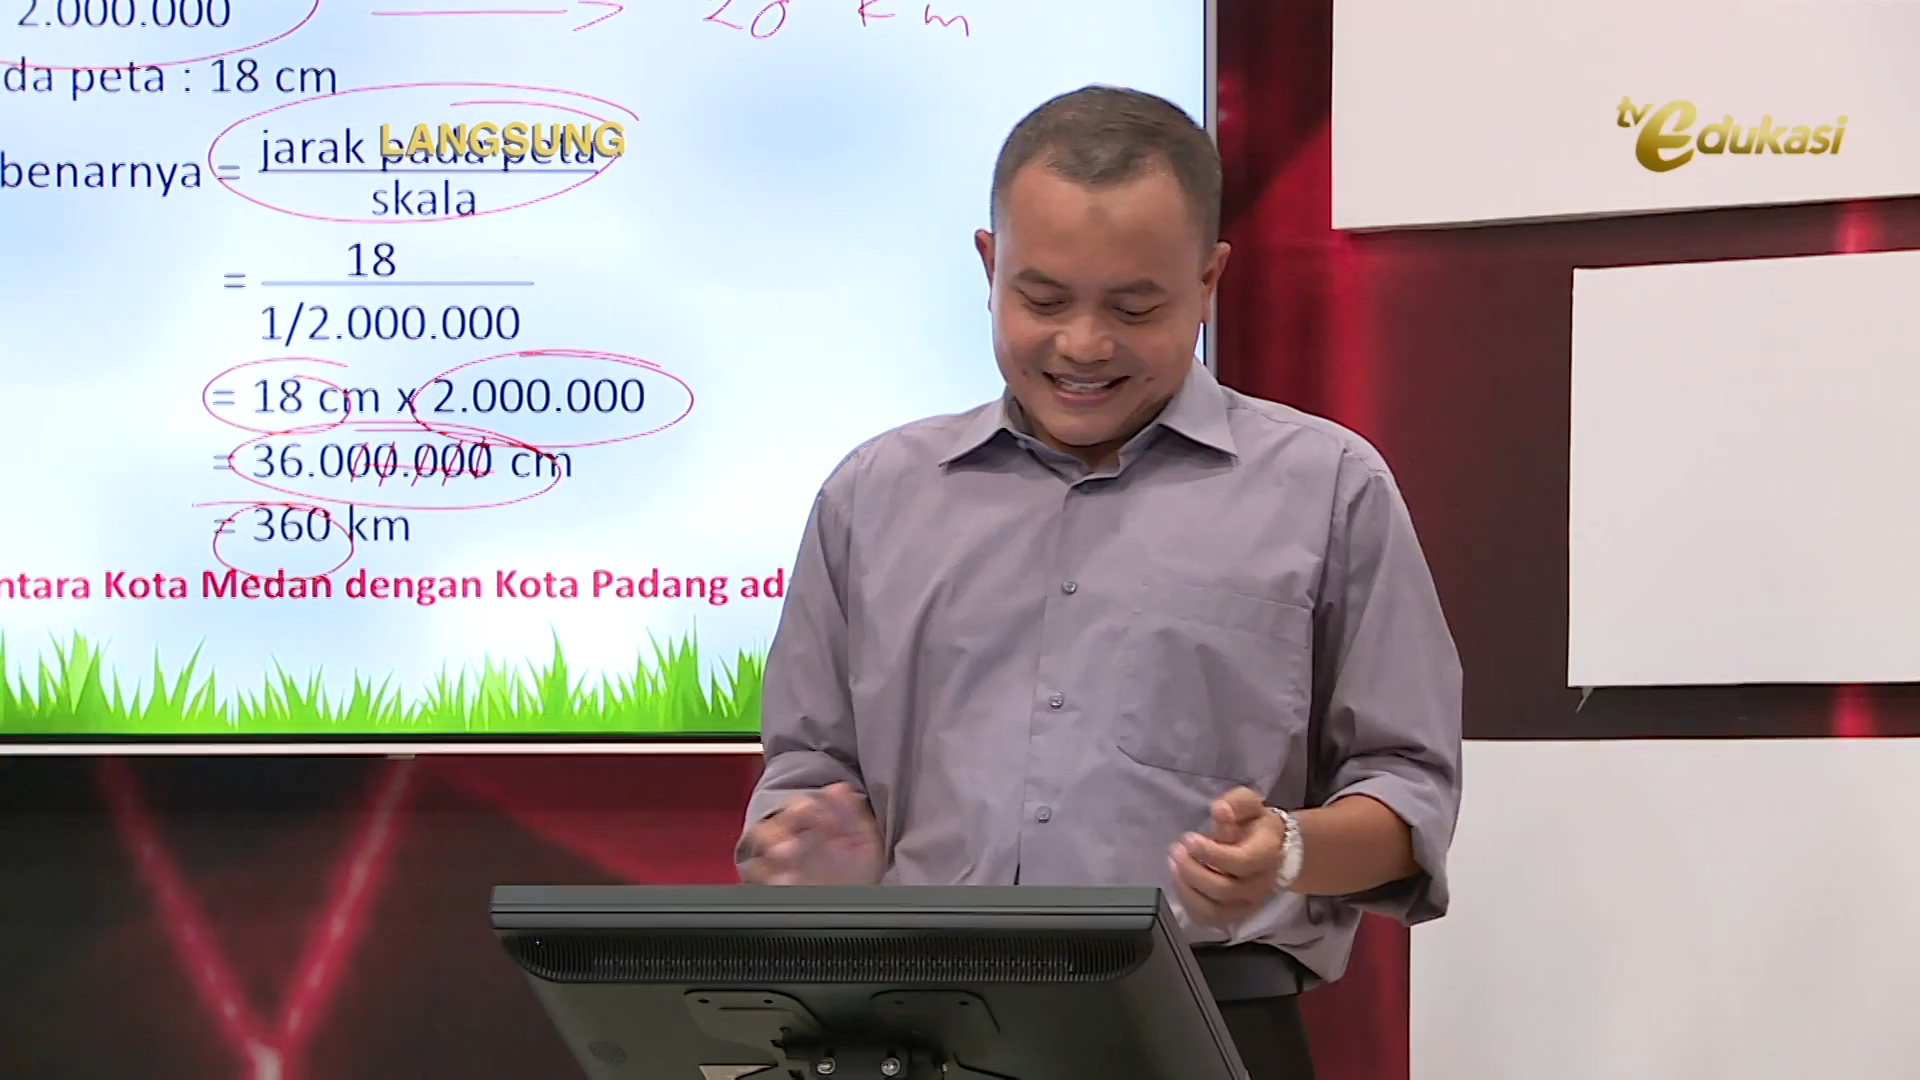 2.000.000 20 km
da peta : 18 cm
LANGSUNG
tv edukasi
benarnya = jarak pada peta
skala
= 18
1/2.000.000
= 18 cm x 2.000.000
= 36.000.000 cm
= 360 km
ntara Kota Medan dengan Kota Padang ad